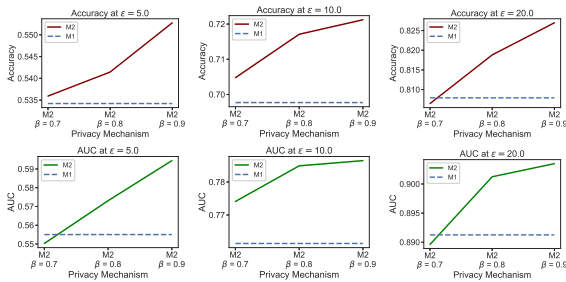 Accuracy at ε = 5.0
Accuracy
0.550
0.545
0.540
0.535
M2
M1
M2
β = 0.7
M2
β = 0.8
M2
β = 0.9
Privacy Mechanism
Accuracy at ε = 10.0
Accuracy
0.72
0.71
0.70
M2
M1
M2
β = 0.7
M2
β = 0.8
M2
β = 0.9
Privacy Mechanism
Accuracy at ε = 20.0
Accuracy
0.825
0.820
0.815
0.810
M2
M1
M2
β = 0.7
M2
β = 0.8
M2
β = 0.9
Privacy Mechanism
AUC at ε = 5.0
AUC
0.59
0.58
0.57
0.56
0.55
M2
M1
M2
β = 0.7
M2
β = 0.8
M2
β = 0.9
Privacy Mechanism
AUC at ε = 10.0
AUC
0.78
0.77
M2
M1
M2
β = 0.7
M2
β = 0.8
M2
β = 0.9
Privacy Mechanism
AUC at ε = 20.0
AUC
0.900
0.895
0.890
M2
M1
M2
β = 0.7
M2
β = 0.8
M2
β = 0.9
Privacy Mechanism